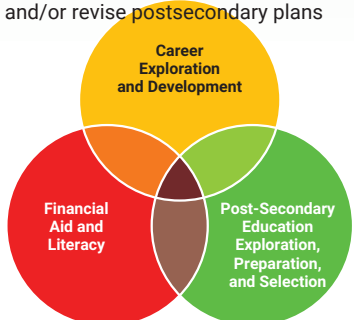 and/or revise postsecondary plans
Career
Exploration
and Development
Financial
Aid and
Literacy
Post-Secondary
Education
Exploration,
Preparation,
and Selection